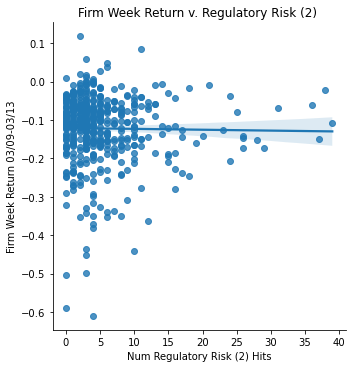 Firm Week Return v. Regulatory Risk (2)
Firm Week Return 03/09-03/13
0.1
0.0
−0.1
−0.2
−0.3
−0.4
−0.5
−0.6
0 5 10 15 20 25 30 35 40
Num Regulatory Risk (2) Hits